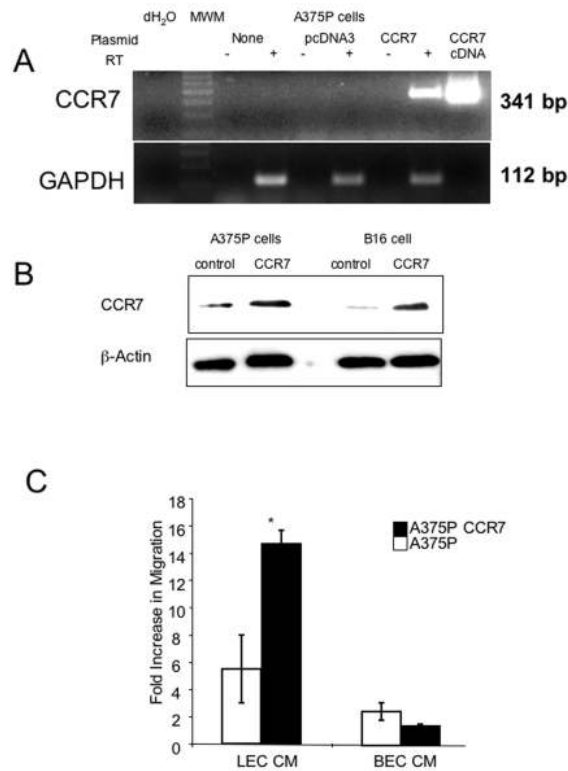 dH2O MWM A375P cells
Plasmid None pcDNA3 CCR7 CCR7 cDNA
RT - + - + - +
A
CCR7 341 bp
GAPDH 112 bp
A375P cells B16 cell
control CCR7 control CCR7
B
CCR7
β-Actin
C
18
16
14
12
10
8
6
4
2
0
Fold Increase in Migration
*
A375P CCR7
A375P
LEC CM BEC CM